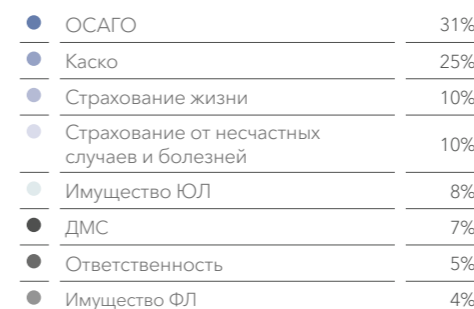 ОСАГО 31%
Каско 25%
Страхование жизни 10%
Страхование от несчастных
случаев и болезней 10%
Имущество ЮЛ 8%
ДМС 7%
Ответственность 5%
Имущество ФЛ 4%